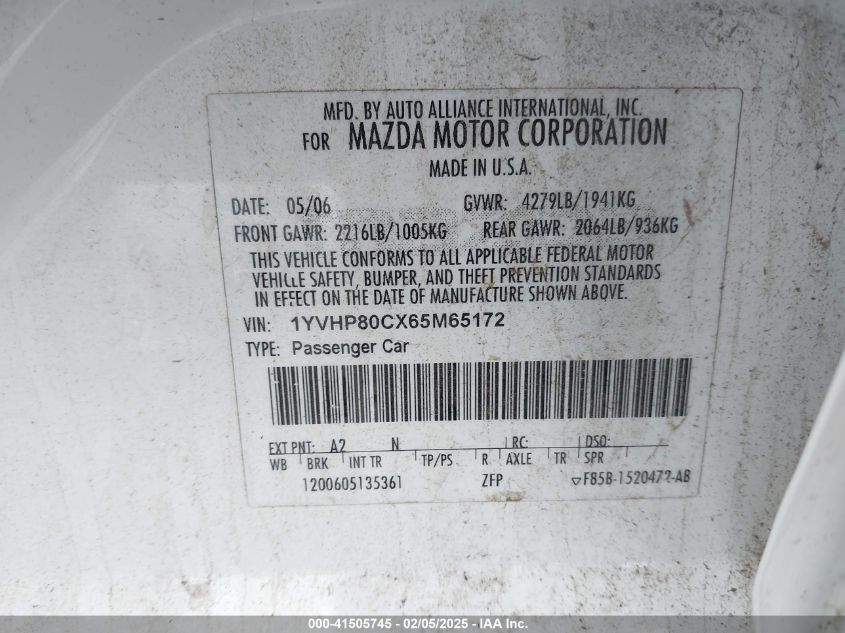 MFD. BY AUTO ALLIANCE INTERNATIONAL, INC.
FOR MAZDA MOTOR CORPORATION
MADE IN U.S.A.
DATE: 05/06 GVWR: 4279LB/1941KG
FRONT GAWR: 2216LB/1005KG REAR GAWR: 2064LB/936KG
THIS VEHICLE CONFORMS TO ALL APPLICABLE FEDERAL MOTOR
VEHICLE SAFETY, BUMPER, AND THEFT PREVENTION STANDARDS
IN EFFECT ON THE DATE OF MANUFACTURE SHOWN ABOVE.
VIN: 1YVHP80CX65M65172
TYPE: Passenger Car
EXT PNT: A2 N RC: DSO:
WB BRK INT TR TP/PS R AXLE TR SPR
1200605135361 ZFP ▽F85B-1520472-AB
000-41505745 - 02/05/2025 - IAA Inc.